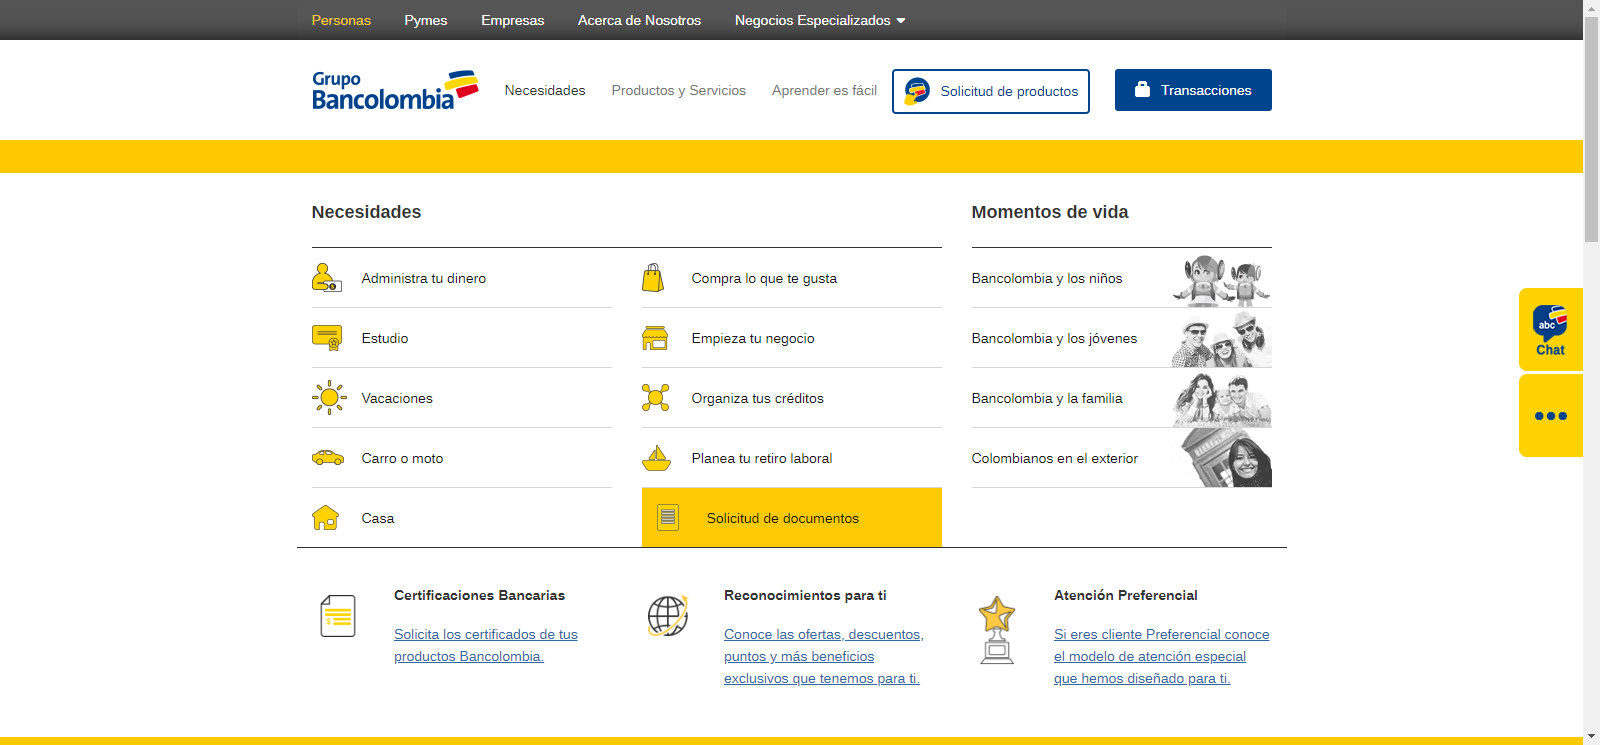 Personas Pymes Empresas Acerca de Nosotros Negocios Especializados
Grupo
Bancolombia
Necesidades Productos y Servicios Aprender es fácil Solicitud de productos Transacciones
Necesidades
Momentos de vida
Administra tu dinero
Compra lo que te gusta
Bancolombia y los niños
Estudio
Empieza tu negocio
Bancolombia y los jóvenes
Vacaciones
Organiza tus créditos
Bancolombia y la familia
Carro o moto
Planea tu retiro laboral
Colombianos en el exterior
Casa
Solicitud de documentos
abc
Chat
Certificaciones Bancarias
Solicita los certificados de tus
productos Bancolombia.
Reconocimientos para ti
Conoce las ofertas, descuentos,
puntos y más beneficios
exclusivos que tenemos para ti.
Atención Preferencial
Si eres cliente Preferencial conoce
el modelo de atención especial
que hemos diseñado para ti.